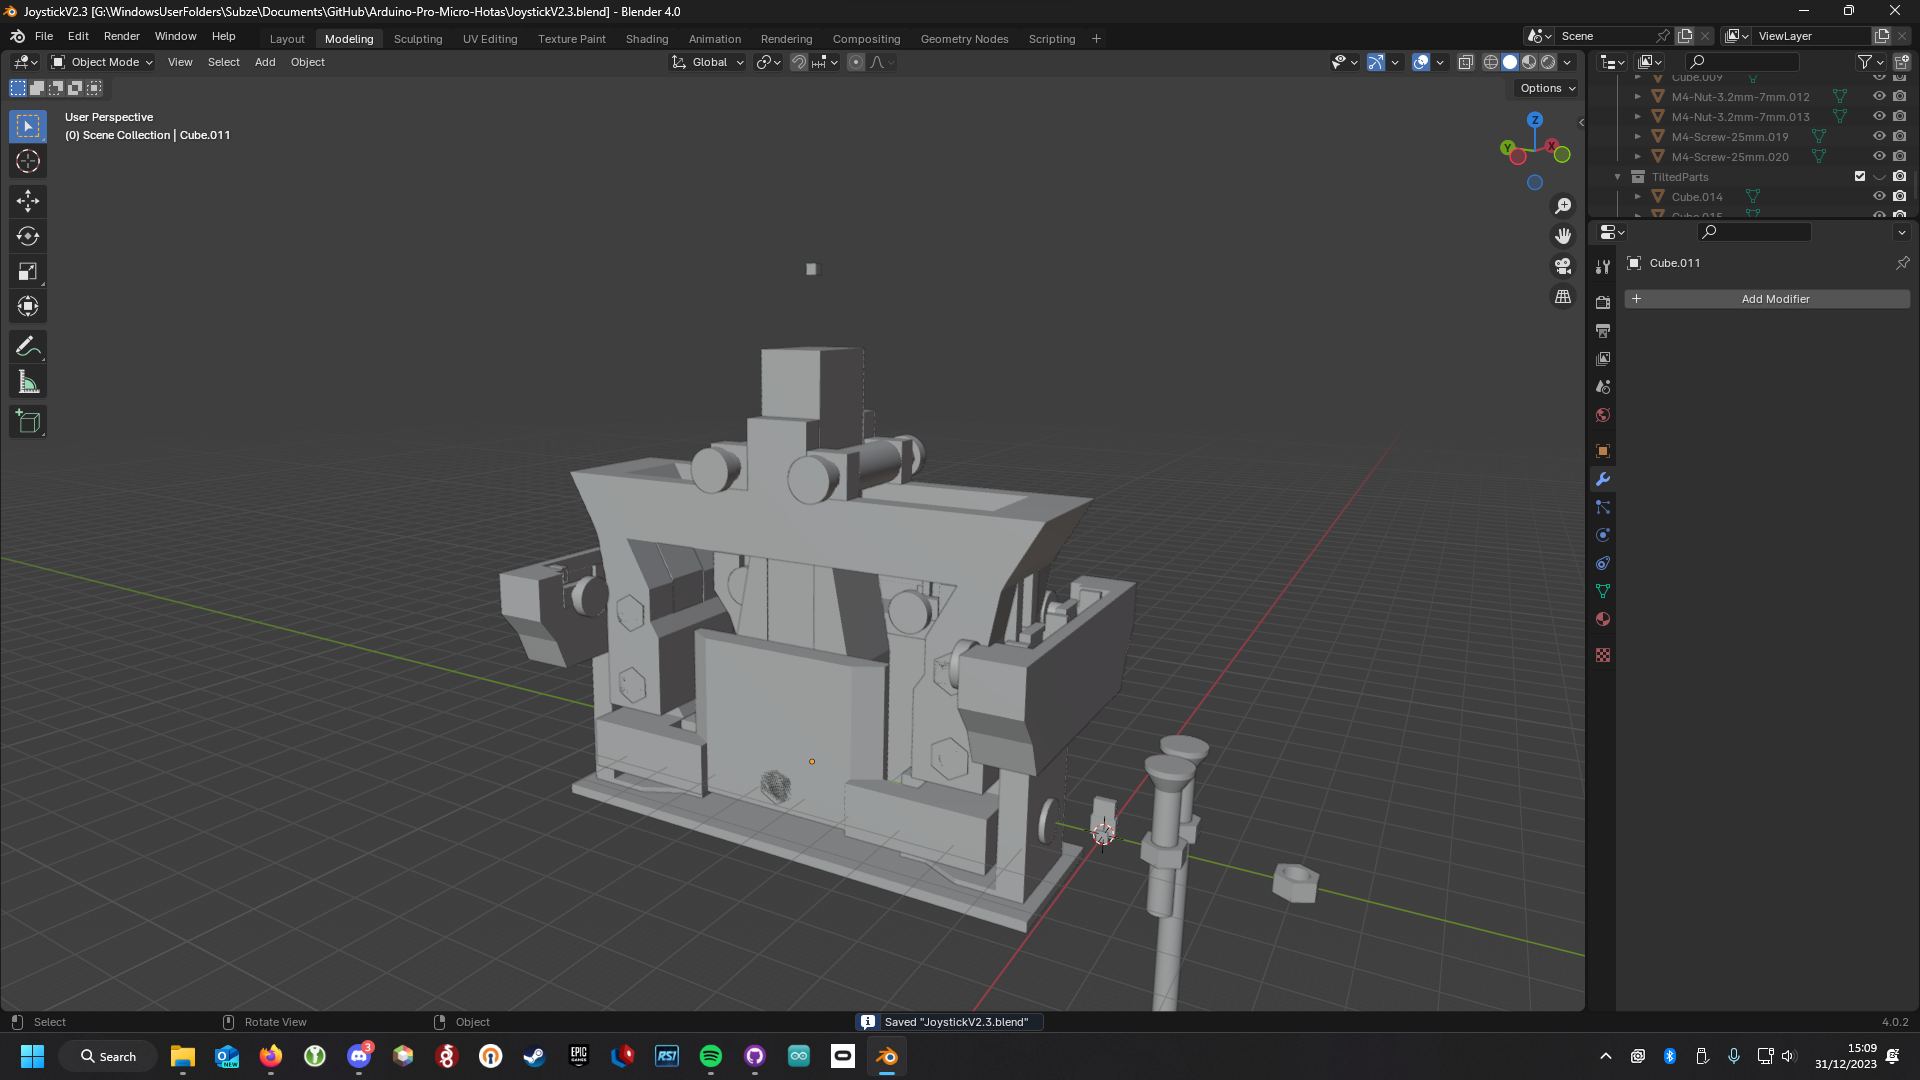 JoystickV2.3 [G:\WindowsUserFolders\Subze\Documents\GitHub\Arduino-Pro-Micro-Hotas\JoystickV2.3.blend] - Blender 4.0
File Edit Render Window Help Layout Modeling Sculpting UV Editing Texture Paint Shading Animation Rendering Compositing Geometry Nodes Scripting + Scene ViewLayer
Object Mode View Select Add Object Global
Options
User Perspective
(0) Scene Collection | Cube.011
Z
Y
X
Cube.009
M4-Nut-3.2mm-7mm.012
M4-Nut-3.2mm-7mm.013
M4-Screw-25mm.019
M4-Screw-25mm.020
TiltedParts
Cube.014
Cube.015
Cube.011
+ Add Modifier
Select Rotate View Object Saved "JoystickV2.3.blend" 4.0.2
Search
NEW
3
EPIC GAMES
RSI
15:09
31/12/2023